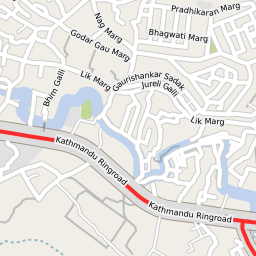 Pradhikaran Marg
Nag Marg
Bhagwati Marg
Godar Gau Marg
Lik Marg
Gaurishankar Sadak
Jureli Galli
Bhim Galli
Lik Marg
Kathmandu Ringroad
Kathmandu Ringroad